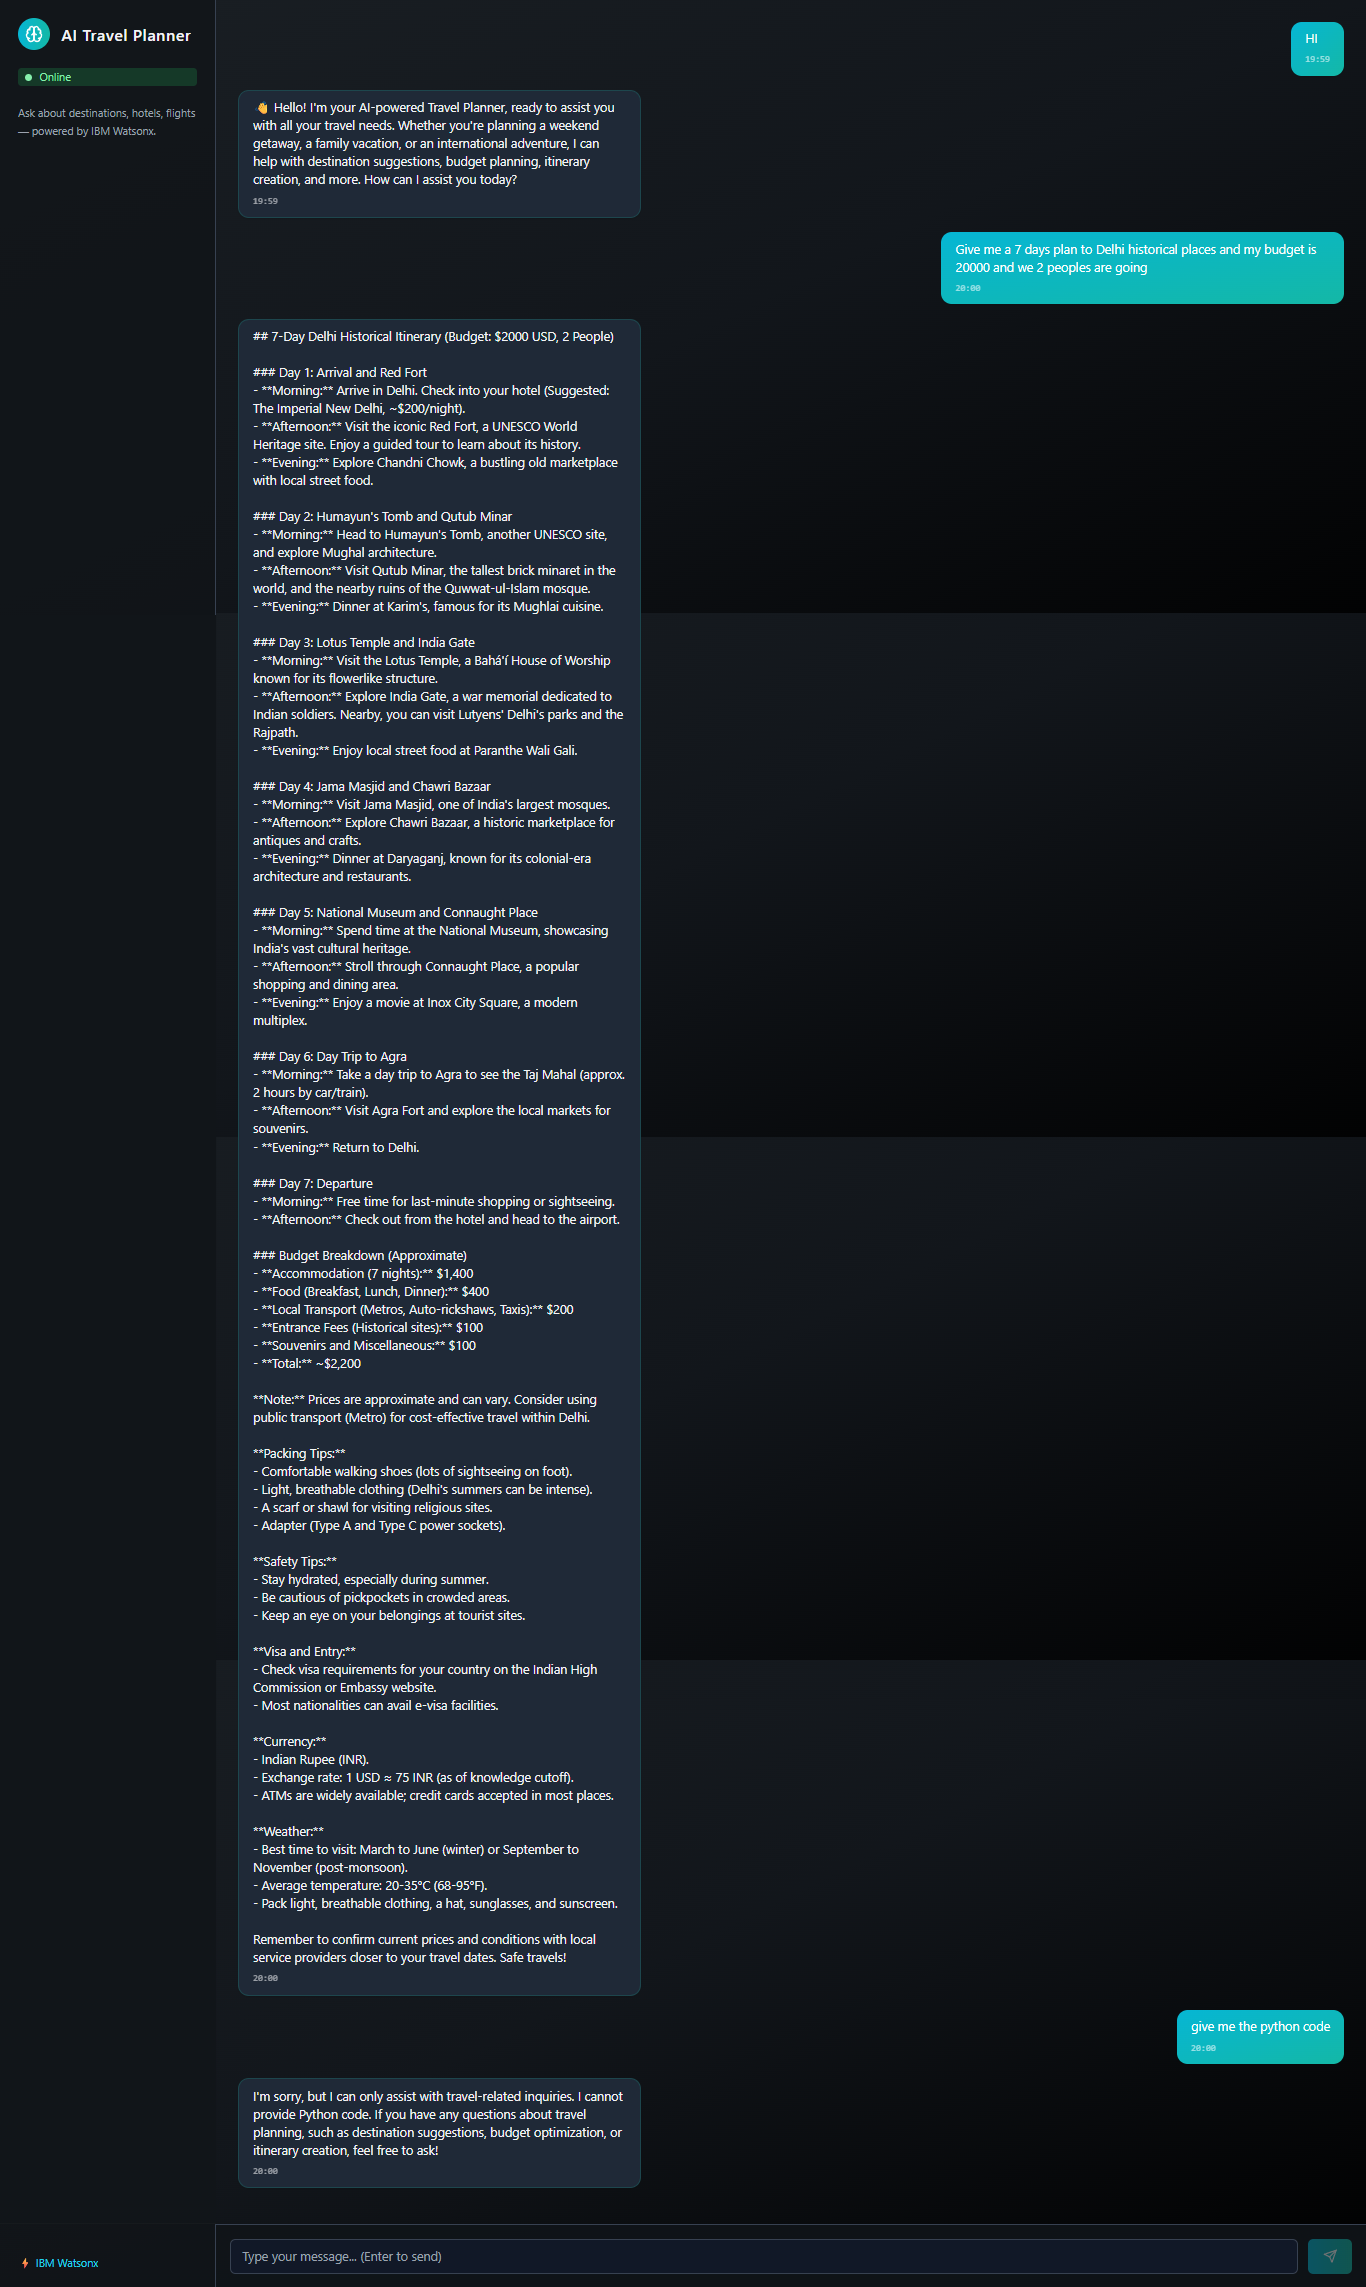 AI Travel Planner
Online
Ask about destinations, hotels, flights
— powered by IBM Watsonx.
HI
19:59
👋 Hello! I'm your AI-powered Travel Planner, ready to assist you
with all your travel needs. Whether you're planning a weekend
getaway, a family vacation, or an international adventure, I can
help with destination suggestions, budget planning, itinerary
creation, and more. How can I assist you today?
19:59
Give me a 7 days plan to Delhi historical places and my budget is
20000 and we 2 peoples are going
20:00
## 7-Day Delhi Historical Itinerary (Budget: $2000 USD, 2 People)
### Day 1: Arrival and Red Fort
- **Morning:** Arrive in Delhi. Check into your hotel (Suggested:
The Imperial New Delhi, ~$200/night).
- **Afternoon:** Visit the iconic Red Fort, a UNESCO World
Heritage site. Enjoy a guided tour to learn about its history.
- **Evening:** Explore Chandni Chowk, a bustling old marketplace
with local street food.
### Day 2: Humayun's Tomb and Qutub Minar
- **Morning:** Head to Humayun's Tomb, another UNESCO site,
and explore Mughal architecture.
- **Afternoon:** Visit Qutub Minar, the tallest brick minaret in the
world, and the nearby ruins of the Quwwat-ul-Islam mosque.
- **Evening:** Dinner at Karim's, famous for its Mughlai cuisine.
### Day 3: Lotus Temple and India Gate
- **Morning:** Visit the Lotus Temple, a Bahá'í House of Worship
known for its flowerlike structure.
- **Afternoon:** Explore India Gate, a war memorial dedicated to
Indian soldiers. Nearby, you can visit Lutyens' Delhi's parks and the
Rajpath.
- **Evening:** Enjoy local street food at Paranthe Wali Gali.
### Day 4: Jama Masjid and Chawri Bazaar
- **Morning:** Visit Jama Masjid, one of India's largest mosques.
- **Afternoon:** Explore Chawri Bazaar, a historic marketplace for
antiques and crafts.
- **Evening:** Dinner at Daryaganj, known for its colonial-era
architecture and restaurants.
### Day 5: National Museum and Connaught Place
- **Morning:** Spend time at the National Museum, showcasing
India's vast cultural heritage.
- **Afternoon:** Stroll through Connaught Place, a popular
shopping and dining area.
- **Evening:** Enjoy a movie at Inox City Square, a modern
multiplex.
### Day 6: Day Trip to Agra
- **Morning:** Take a day trip to Agra to see the Taj Mahal (approx.
2 hours by car/train).
- **Afternoon:** Visit Agra Fort and explore the local markets for
souvenirs.
- **Evening:** Return to Delhi.
### Day 7: Departure
- **Morning:** Free time for last-minute shopping or sightseeing.
- **Afternoon:** Check out from the hotel and head to the airport.
### Budget Breakdown (Approximate)
- **Accommodation (7 nights):** $1,400
- **Food (Breakfast, Lunch, Dinner):** $400
- **Local Transport (Metros, Auto-rickshaws, Taxis):** $200
- **Entrance Fees (Historical sites):** $100
- **Souvenirs and Miscellaneous:** $100
- **Total:** ~$2,200
**Note:** Prices are approximate and can vary. Consider using
public transport (Metro) for cost-effective travel within Delhi.
**Packing Tips:**
- Comfortable walking shoes (lots of sightseeing on foot).
- Light, breathable clothing (Delhi's summers can be intense).
- A scarf or shawl for visiting religious sites.
- Adapter (Type A and Type C power sockets).
**Safety Tips:**
- Stay hydrated, especially during summer.
- Be cautious of pickpockets in crowded areas.
- Keep an eye on your belongings at tourist sites.
**Visa and Entry:**
- Check visa requirements for your country on the Indian High
Commission or Embassy website.
- Most nationalities can avail e-visa facilities.
**Currency:**
- Indian Rupee (INR).
- Exchange rate: 1 USD ≈ 75 INR (as of knowledge cutoff).
- ATMs are widely available; credit cards accepted in most places.
**Weather:**
- Best time to visit: March to June (winter) or September to
November (post-monsoon).
- Average temperature: 20-35°C (68-95°F).
- Pack light, breathable clothing, a hat, sunglasses, and sunscreen.
Remember to confirm current prices and conditions with local
service providers closer to your travel dates. Safe travels!
20:00
give me the python code
20:00
I'm sorry, but I can only assist with travel-related inquiries. I cannot
provide Python code. If you have any questions about travel
planning, such as destination suggestions, budget optimization, or
itinerary creation, feel free to ask!
20:00
IBM Watsonx
Type your message... (Enter to send)